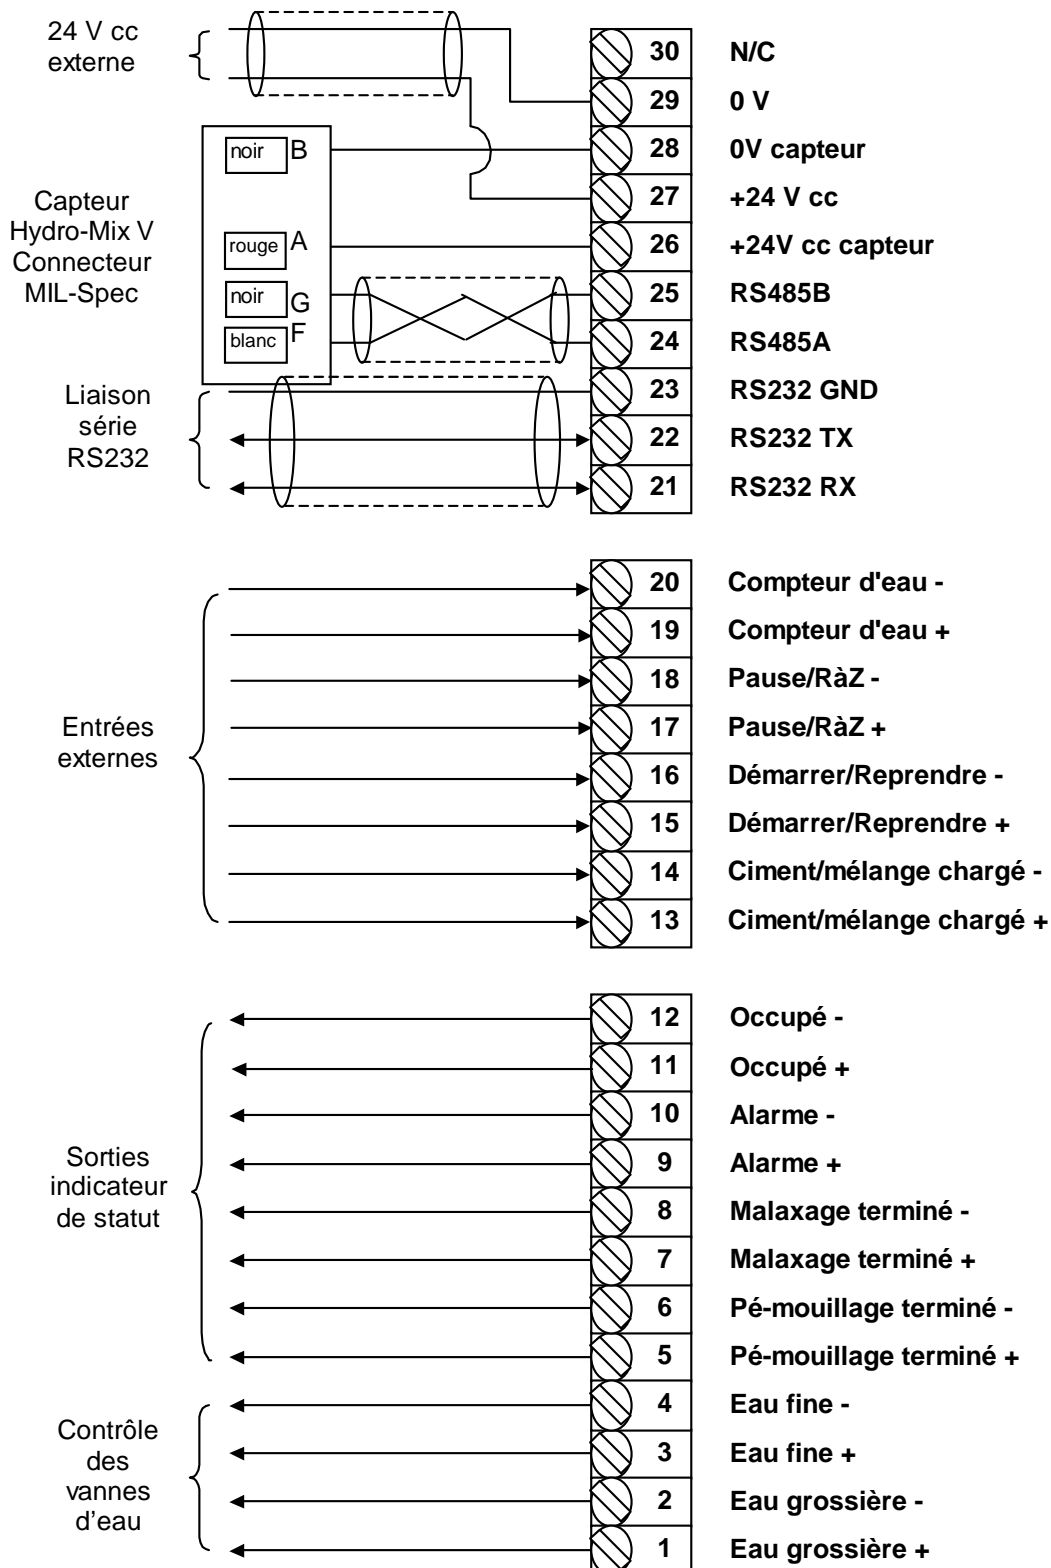 24 V cc
externe
30 N/C
29 0 V
noir B
28 0V capteur
27 +24 V cc
Capteur
Hydro-Mix V
Connecteur
MIL-Spec
rouge A
26 +24V cc capteur
noir G
25 RS485B
blanc F
24 RS485A
Liaison
série
RS232
23 RS232 GND
22 RS232 TX
21 RS232 RX
Entrées
externes
20 Compteur d'eau -
19 Compteur d'eau +
18 Pause/RàZ -
17 Pause/RàZ +
16 Démarrer/Reprendre -
15 Démarrer/Reprendre +
14 Ciment/mélange chargé -
13 Ciment/mélange chargé +
Sorties
indicateur
de statut
12 Occupé -
11 Occupé +
10 Alarme -
9 Alarme +
8 Malaxage terminé -
7 Malaxage terminé +
6 Pé-mouillage terminé -
5 Pé-mouillage terminé +
Contrôle
des
vannes
d’eau
4 Eau fine -
3 Eau fine +
2 Eau grossière -
1 Eau grossière +